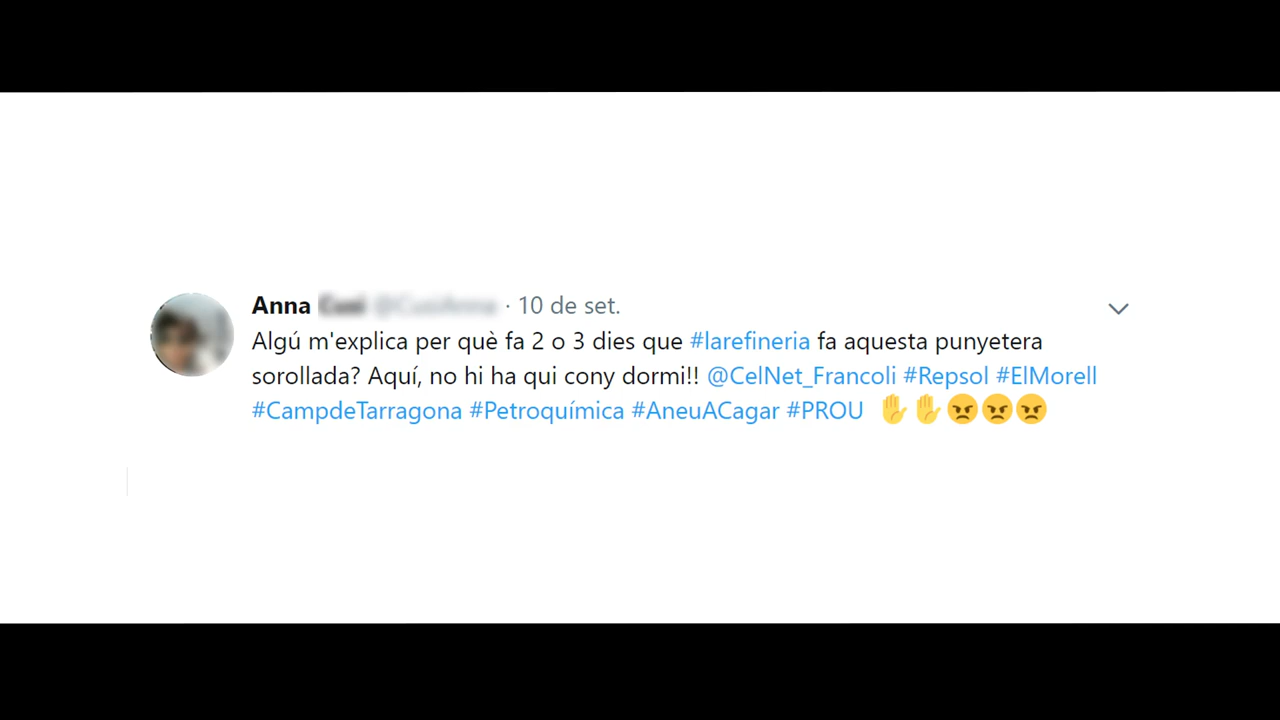 Anna · 10 de set.
Algú m'explica per què fa 2 o 3 dies que #larefineria fa aquesta punyetera
sorollada? Aquí, no hi ha qui cony dormi!! @CelNet_Francoli #Repsol #ElMorell
#CampdeTarragona #Petroquímica #AneuACagar #PROU ✋✋😠😠😠